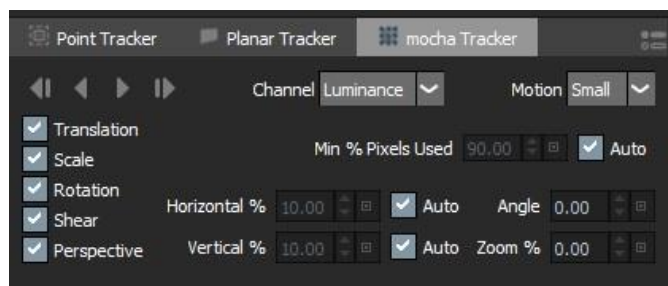 Point Tracker Planar Tracker mocha Tracker
Channel Luminance Motion Small
Translation
Min % Pixels Used 90.00 Auto
Scale
Rotation
Horizontal % 10.00 Auto Angle 0.00
Shear
Vertical % 10.00 Auto Zoom % 0.00
Perspective